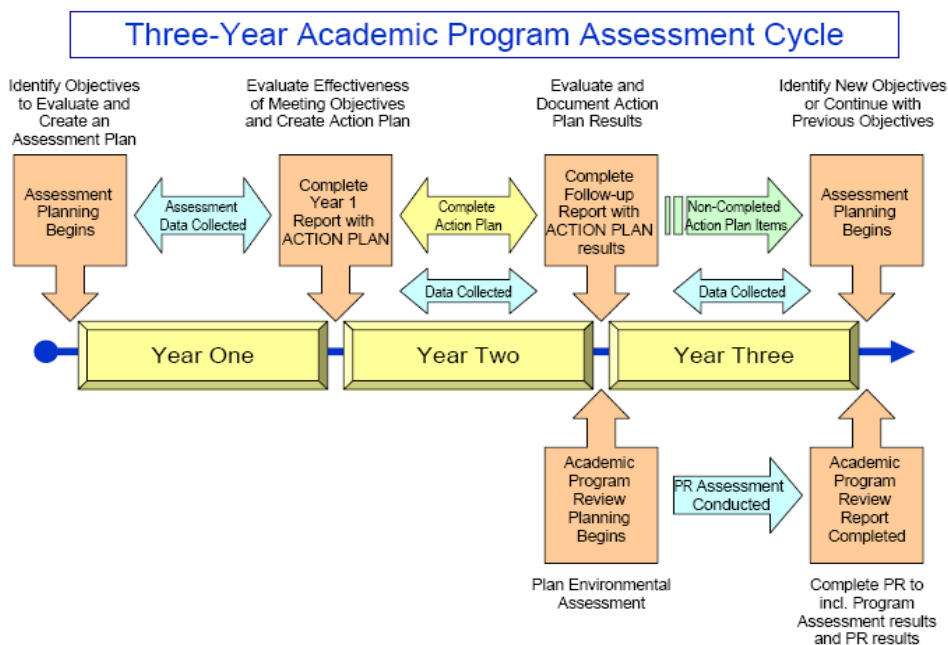 Three-Year Academic Program Assessment Cycle
Identify Objectives
to Evaluate and
Create an
Assessment Plan
Evaluate Effectiveness
of Meeting Objectives
and Create Action Plan
Evaluate and
Document Action
Plan Results
Identify New Objectives
or Continue with
Previous Objectives
Assessment
Planning
Begins
Assessment
Data Collected
Complete
Year 1
Report with
ACTION PLAN
Complete
Action Plan
Complete
Follow-up
Report with
ACTION PLAN
results
Non-Completed
Action Plan Items
Assessment
Planning
Begins
Data Collected
Data Collected
Year One
Year Two
Year Three
Academic
Program
Review
Planning
Begins
PR Assessment
Conducted
Academic
Program
Review
Report
Completed
Plan Environmental
Assessment
Complete PR to
incl. Program
Assessment results
and PR results